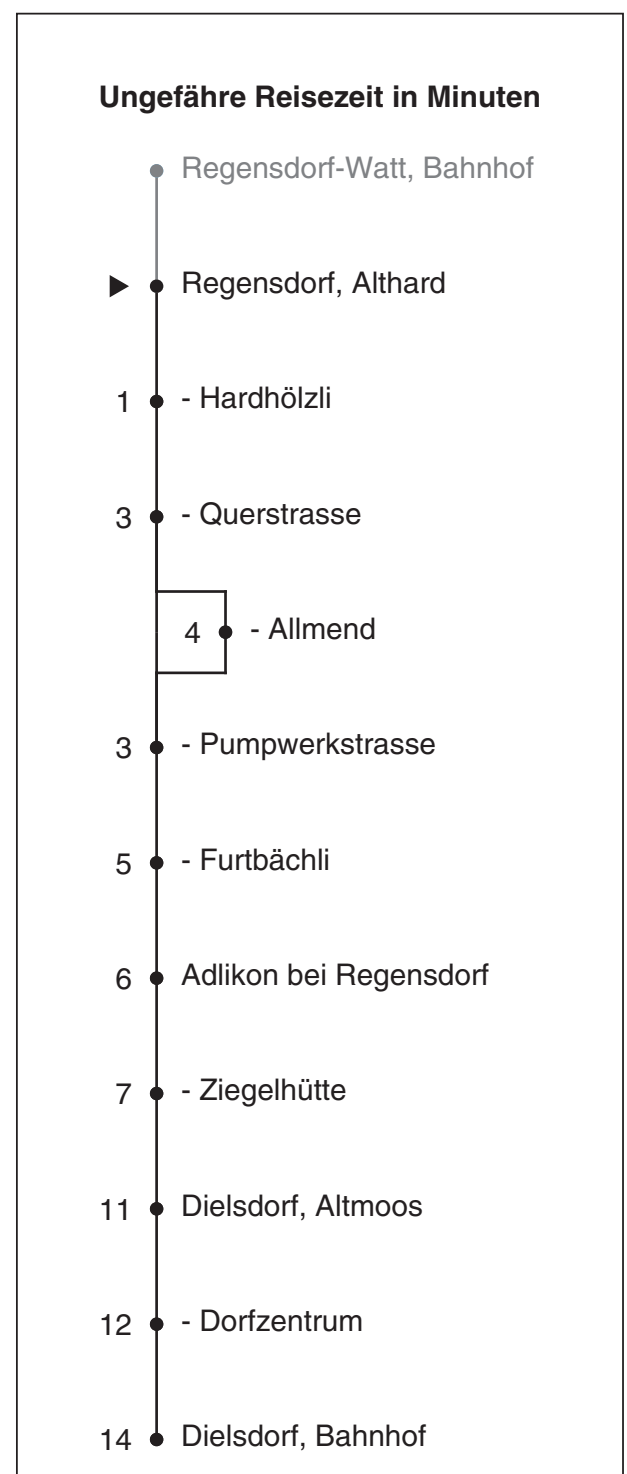 Ungefähre Reisezeit in Minuten
Regensdorf-Watt, Bahnhof
Regensdorf, Althard
1 - Hardhölzli
3 - Querstrasse
4 - Allmend
3 - Pumpwerkstrasse
5 - Furtbächli
6 Adlikon bei Regensdorf
7 - Ziegelhütte
11 Dielsdorf, Altmoos
12 - Dorfzentrum
14 Dielsdorf, Bahnhof